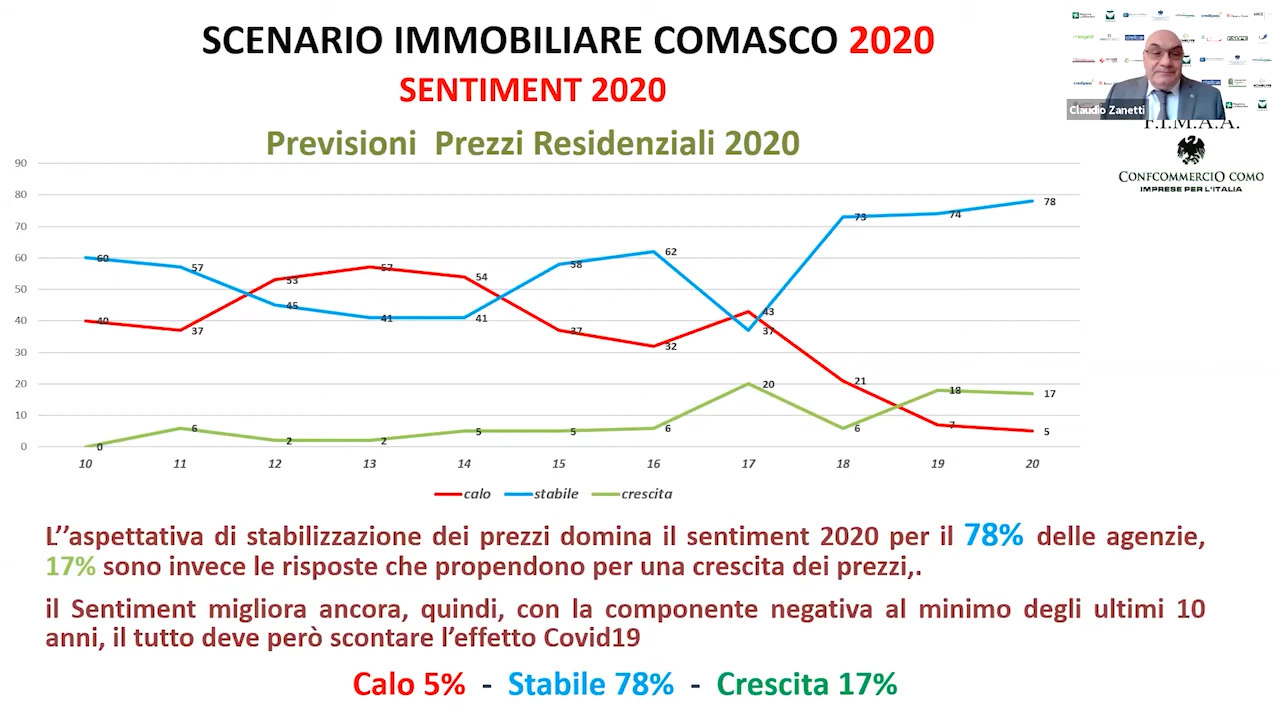 SCENARIO IMMOBILIARE COMASCO 2020
SENTIMENT 2020
Previsioni Prezzi Residenziali 2020
Claudio Zanetti
F.I.M.A.A.
CONFCOMMERCIO COMO
IMPRESE PER L'ITALIA
90
80
70
60
50
40
30
20
10
0
60 57 45 41 41 58 62 37 73 74 78
40 37 53 57 54 37 32 43 21 7 5
0 6 2 2 5 5 6 20 6 18 17
10 11 12 13 14 15 16 17 18 19 20
calo stabile crescita
L’’aspettativa di stabilizzazione dei prezzi domina il sentiment 2020 per il 78% delle agenzie,
17% sono invece le risposte che propendono per una crescita dei prezzi,.
il Sentiment migliora ancora, quindi, con la componente negativa al minimo degli ultimi 10
anni, il tutto deve però scontare l’effetto Covid19
Calo 5% - Stabile 78% - Crescita 17%